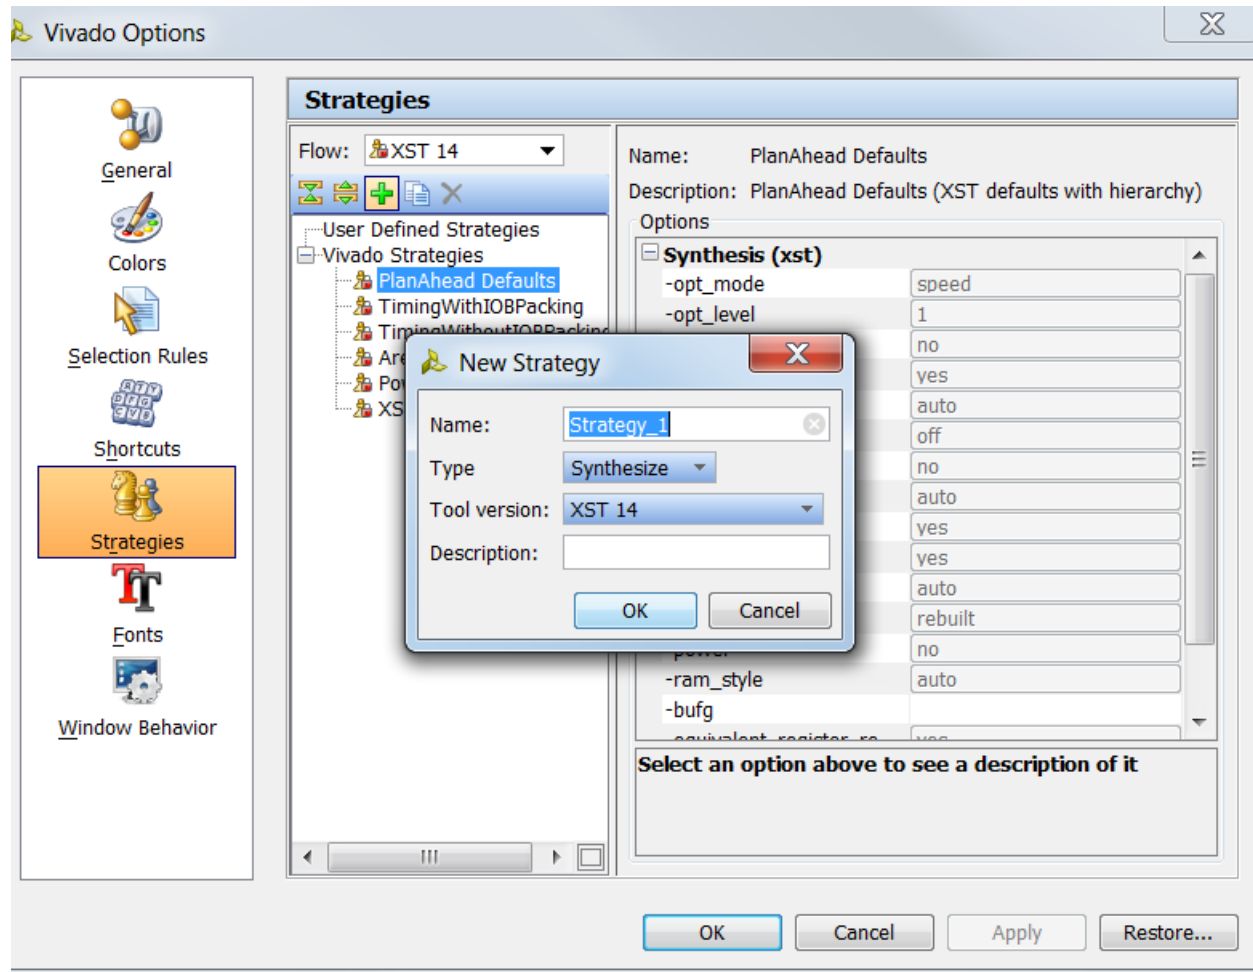 Vivado Options
General
Colors
Selection Rules
Shortcuts
Strategies
Fonts
Window Behavior
Strategies
Flow: XST 14
User Defined Strategies
Vivado Strategies
PlanAhead Defaults
TimingWithIOBPacking
TimingWithoutIOBPacking
Name: PlanAhead Defaults
Description: PlanAhead Defaults (XST defaults with hierarchy)
Options
Synthesis (xst)
-opt_mode speed
-opt_level 1
no
yes
auto
off
no
auto
yes
yes
auto
rebuilt
-power no
-ram_style auto
-bufg
Select an option above to see a description of it
New Strategy
Name: Strategy_1
Type Synthesize
Tool version: XST 14
Description:
OK Cancel
OK Cancel Apply Restore...